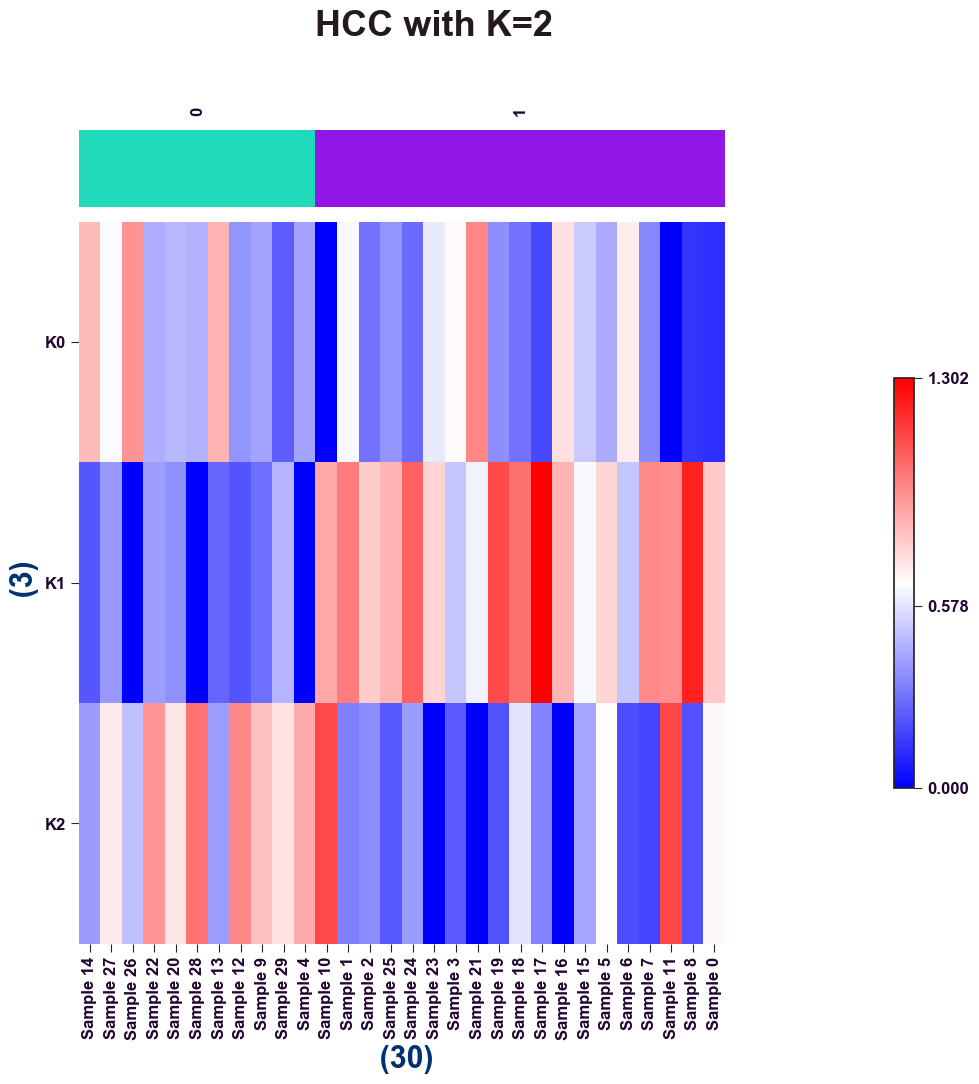 HCC with K=2
0
1
K0
K1
K2
(3)
1.302
0.578
0.000
Sample 14
Sample 27
Sample 26
Sample 22
Sample 20
Sample 28
Sample 13
Sample 12
Sample 9
Sample 29
Sample 4
Sample 10
Sample 1
Sample 2
Sample 25
Sample 24
Sample 23
Sample 3
Sample 21
Sample 19
Sample 18
Sample 17
Sample 16
Sample 15
Sample 5
Sample 6
Sample 7
Sample 11
Sample 8
Sample 0
(30)